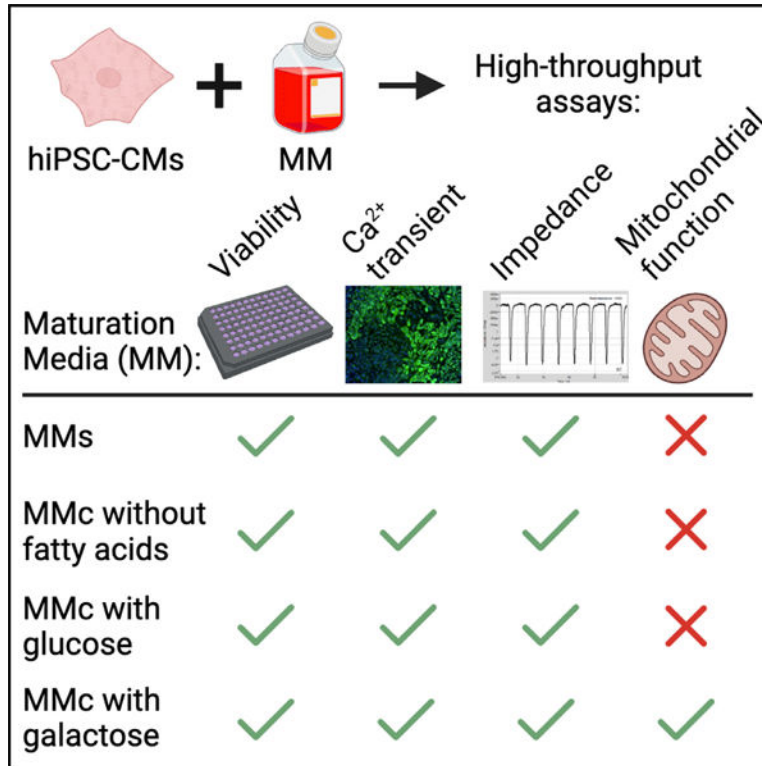 High-throughput
assays:
hiPSC-CMs
MM
Viability
Ca²⁺
transient
Impedance
Mitochondrial
function
Maturation
Media (MM):
MMs
MMc without
fatty acids
MMc with
glucose
MMc with
galactose